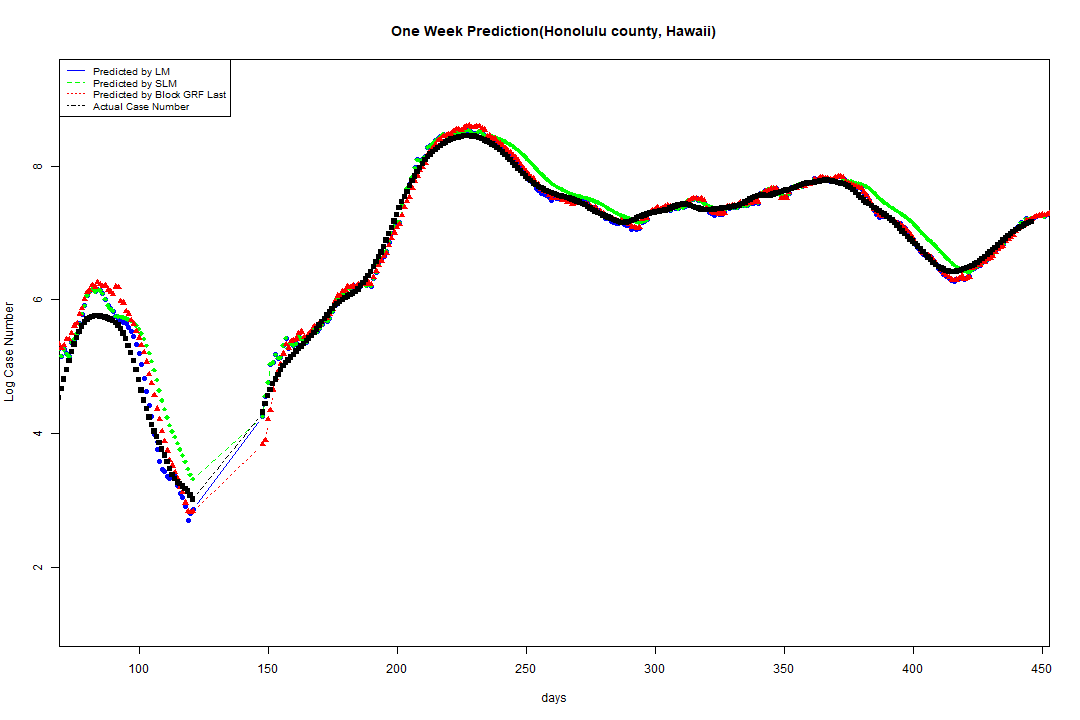 One Week Prediction(Honolulu county, Hawaii)
Predicted by LM
Predicted by SLM
Predicted by Block GRF Last
Actual Case Number
Log Case Number
8
6
4
2
100 150 200 250 300 350 400 450
days